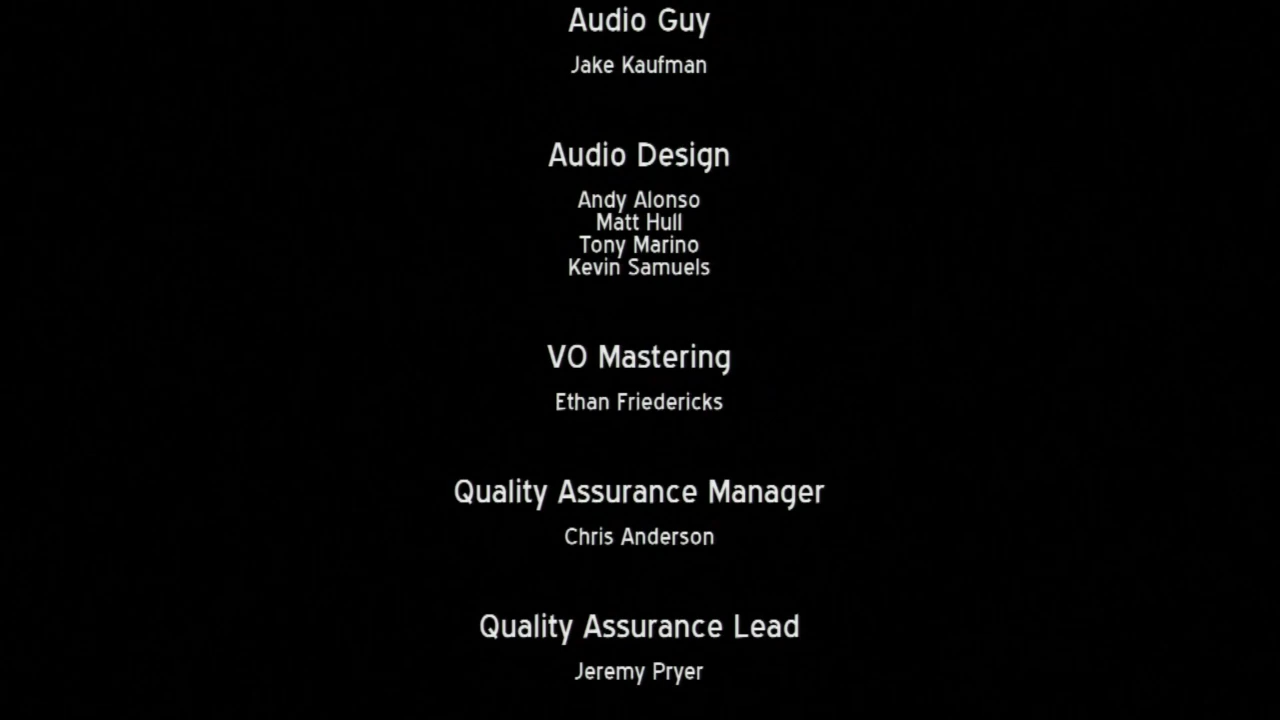 Audio Guy
Jake Kaufman
Audio Design
Andy Alonso
Matt Hull
Tony Marino
Kevin Samuels
VO Mastering
Ethan Friedericks
Quality Assurance Manager
Chris Anderson
Quality Assurance Lead
Jeremy Pryer